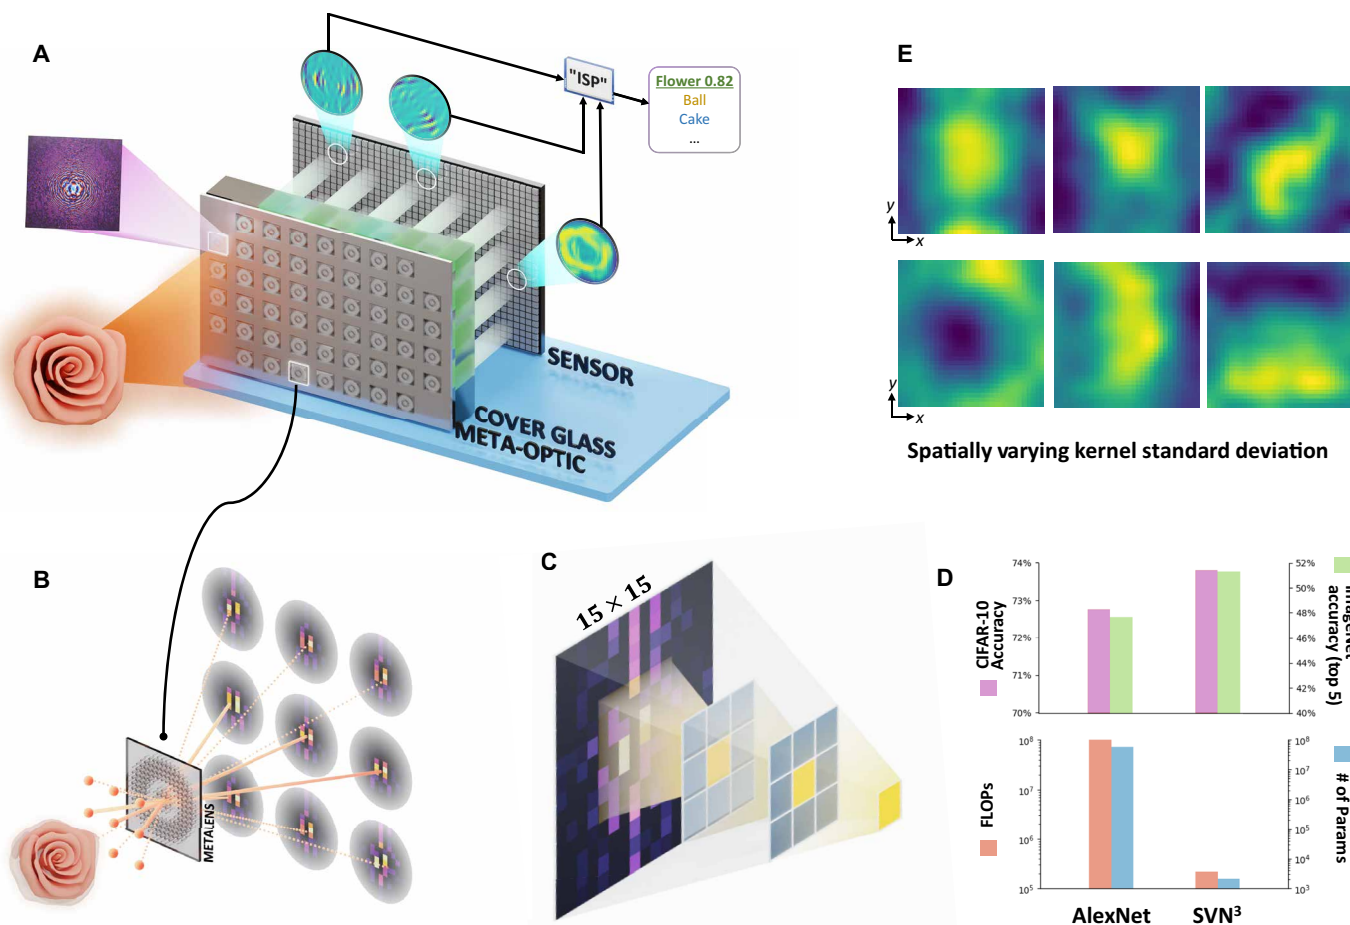 A
"ISP"
Flower 0.82
Ball
Cake
...
SENSOR
COVER GLASS
META-OPTIC
E
y
x
y
x
Spatially varying kernel standard deviation
B
METALENS
C
15 × 15
D
CIFAR-10
Accuracy
74%
73%
72%
71%
70%
52%
50%
48%
46%
44%
42%
40%
accuracy (top 5)
FLOPs
10⁸
10⁷
10⁶
10⁵
10⁸
10⁷
10⁶
10⁵
10⁴
10³
# of Params
AlexNet
SVN³